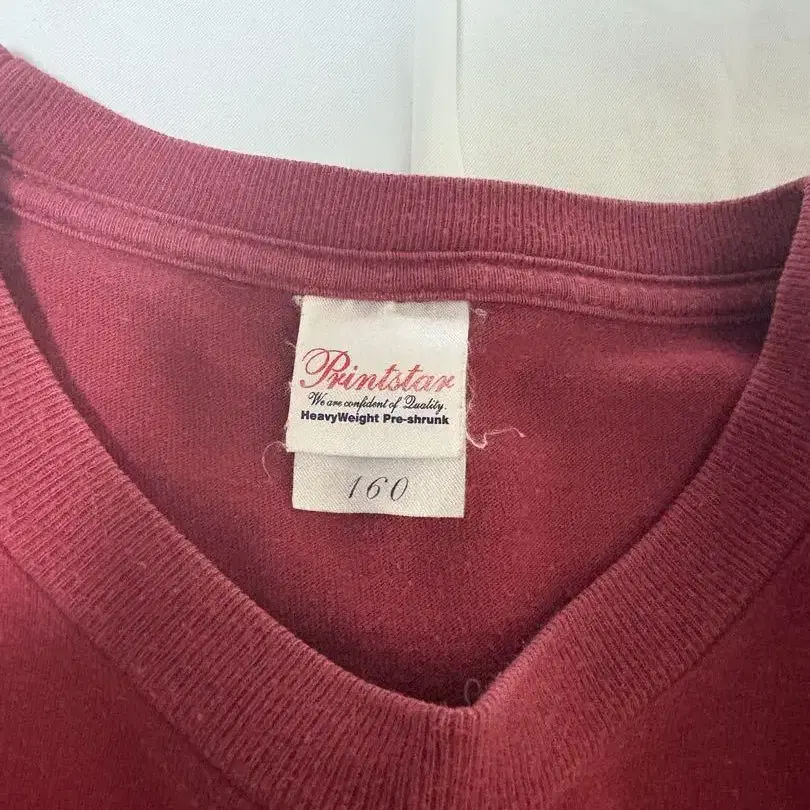 Printstar
We are confident of Quality.
HeavyWeight Pre-shrunk
160